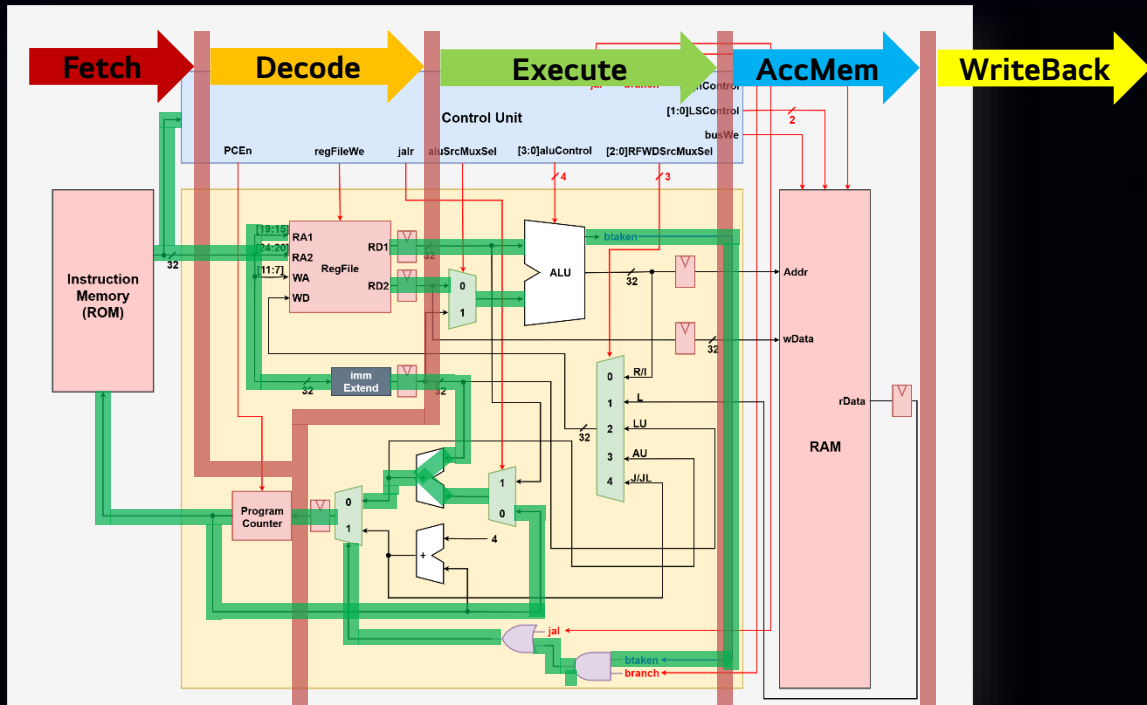 Fetch
Decode
Execute
AccMem
WriteBack
branch
[1:0]LSControl
2
Control Unit
busWe
PCEn
regFileWe
jalr
aluSrcMuxSel
[3:0]aluControl
[2:0]RFWDSrcMuxSel
4
3
Instruction
Memory
(ROM)
32
[19:15]
[24:20]
[11:7]
RA1
RA2
WA
WD
RegFile
RD1
RD2
32
0
1
ALU
btaken
32
Addr
wData
32
rData
RAM
imm
Extend
32
32
0
1
2
3
4
R/I
L
LU
AU
J/JL
32
Program
Counter
0
1
1
0
4
+
jal
btaken
branch